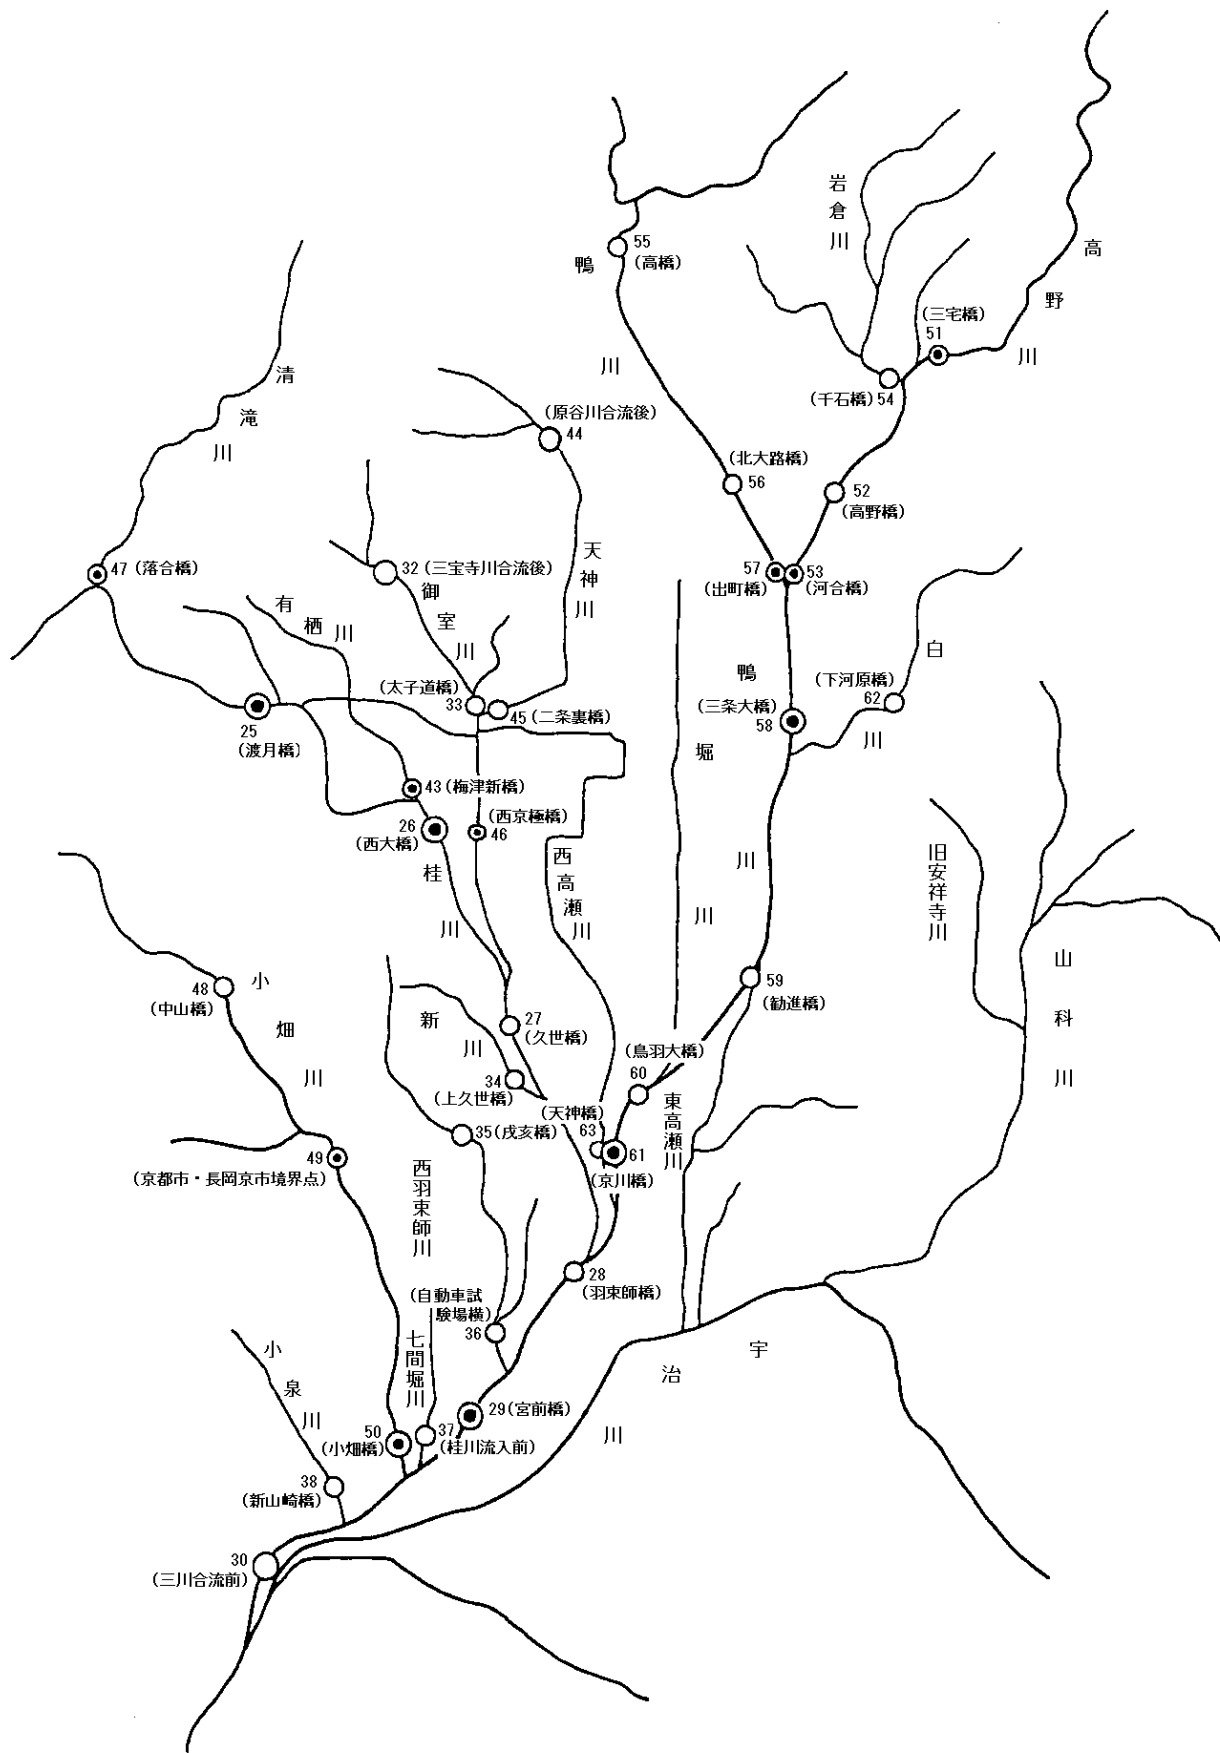 岩倉川
55
(高橋)
鴨川
高野川
(三宅橋)
51
清滝川
(千石橋) 54
(原谷川合流後)
44
(北大路橋)
56
52
(高野橋)
天神川
47 (落合橋)
32 (三宝寺川合流後)
57
(出町橋)
53
(河合橋)
有栖川
御室川
白川
鴨川
(下河原橋)
62
(太子道橋)
33
45 (二条裏橋)
(三条大橋)
58
25
(渡月橋)
堀川
43 (梅津新橋)
26
(西大橋)
(西京極橋)
46
西高瀬川
旧安祥寺川
桂川
山科川
48
(中山橋)
小畑川
59
(勧進橋)
新川
27
(久世橋)
(鳥羽大橋)
60
34
(上久世橋)
(天神橋)
63
東高瀬川
35(戌亥橋)
61
(京川橋)
49
(京都市・長岡京市境界点)
西羽束師川
28
(羽束師橋)
(自動車試
験場横)
36
七間堀川
小泉川
宇治川
29(宮前橋)
50
(小畑橋)
37
(桂川流入前)
38
(新山崎橋)
30
(三川合流前)